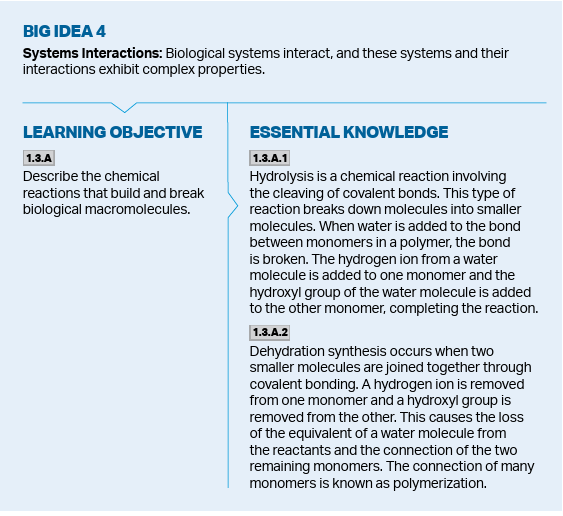 BIG IDEA 4
Systems Interactions: Biological systems interact, and these systems and their
interactions exhibit complex properties.
LEARNING OBJECTIVE
1.3.A
Describe the chemical
reactions that build and break
biological macromolecules.
ESSENTIAL KNOWLEDGE
1.3.A.1
Hydrolysis is a chemical reaction involving
the cleaving of covalent bonds. This type of
reaction breaks down molecules into smaller
molecules. When water is added to the bond
between monomers in a polymer, the bond
is broken. The hydrogen ion from a water
molecule is added to one monomer and the
hydroxyl group of the water molecule is added
to the other monomer, completing the reaction.
1.3.A.2
Dehydration synthesis occurs when two
smaller molecules are joined together through
covalent bonding. A hydrogen ion is removed
from one monomer and a hydroxyl group is
removed from the other. This causes the loss
of the equivalent of a water molecule from
the reactants and the connection of the two
remaining monomers. The connection of many
monomers is known as polymerization.